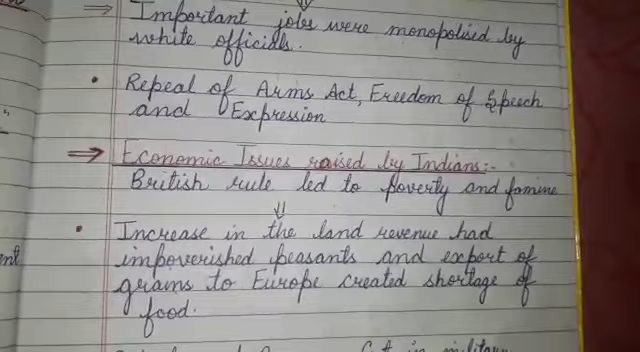 ⇒ Important jobs were monopolised by
white officials.
• Repeal of Arms Act, Freedom of Speech
and Expression
⇒ Economic Issues raised by Indians:-
British rule led to poverty and famine
⇓
• Increase in the land revenue had
impoverished peasants and export of
grains to Europe created shortage of
food.